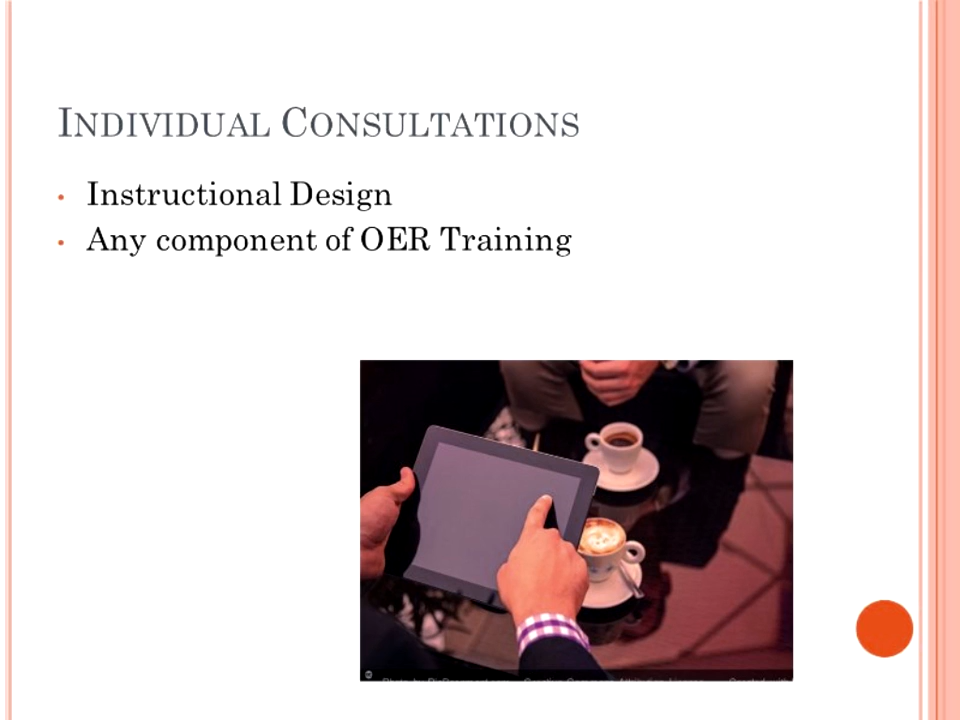 INDIVIDUAL CONSULTATIONS
• Instructional Design
• Any component of OER Training